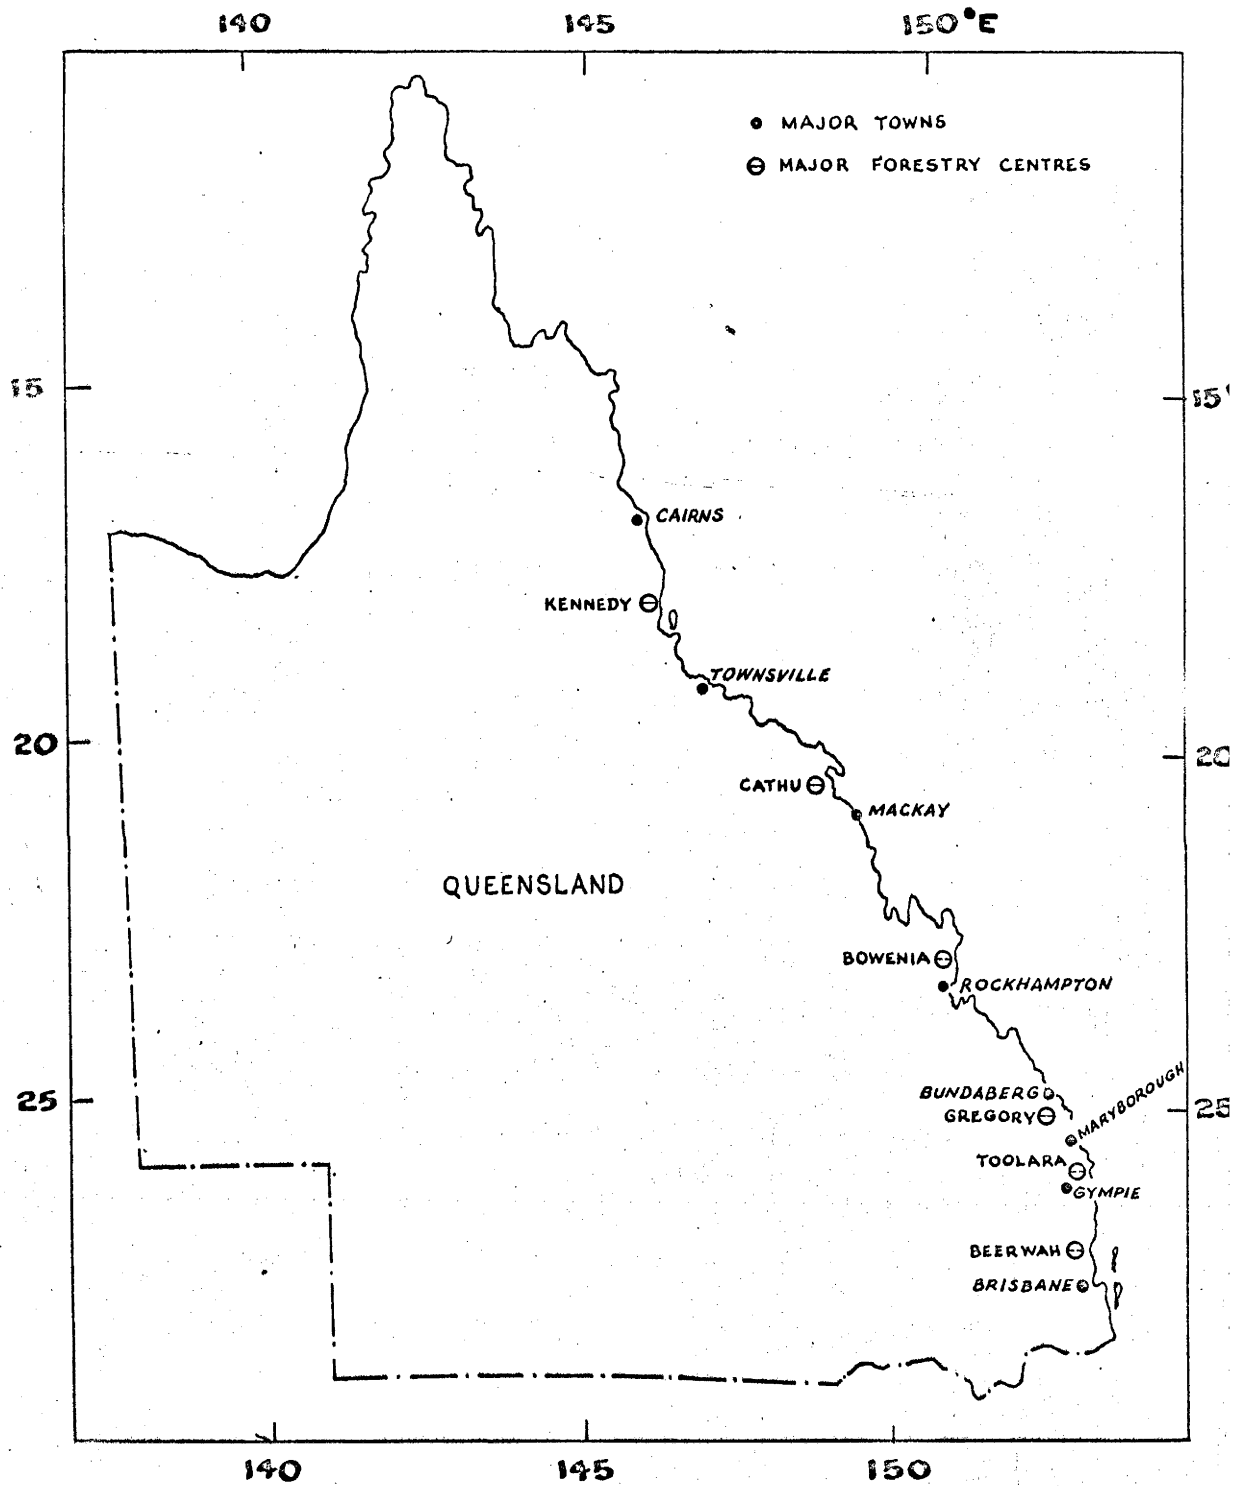 140 145 150°E
MAJOR TOWNS
MAJOR FORESTRY CENTRES
15 15'
CAIRNS
KENNEDY
TOWNSVILLE
20 20
CATHU
MACKAY
QUEENSLAND
BOWENIA
ROCKHAMPTON
BUNDABERG
MARYBOROUGH
25 25
GREGORY
TOOLARA
GYMPIE
BEERWAH
BRISBANE
140 145 150